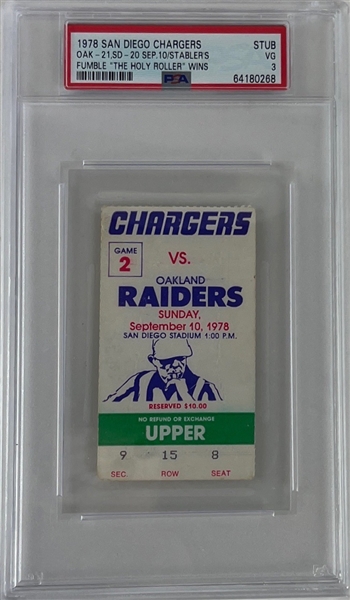 1978 SAN DIEGO CHARGERS STUB
OAK - 21,SD - 20 SEP.10/STABLER'S VG
FUMBLE "THE HOLY ROLLER" WINS 3
PSA 64180268
CHARGERS
GAME
2
VS.
OAKLAND
RAIDERS
SUNDAY,
September 10, 1978
SAN DIEGO STADIUM 1:00 P.M.
RESERVED $10.00
NO REFUND OR EXCHANGE
UPPER
9 15 8
SEC. ROW SEAT